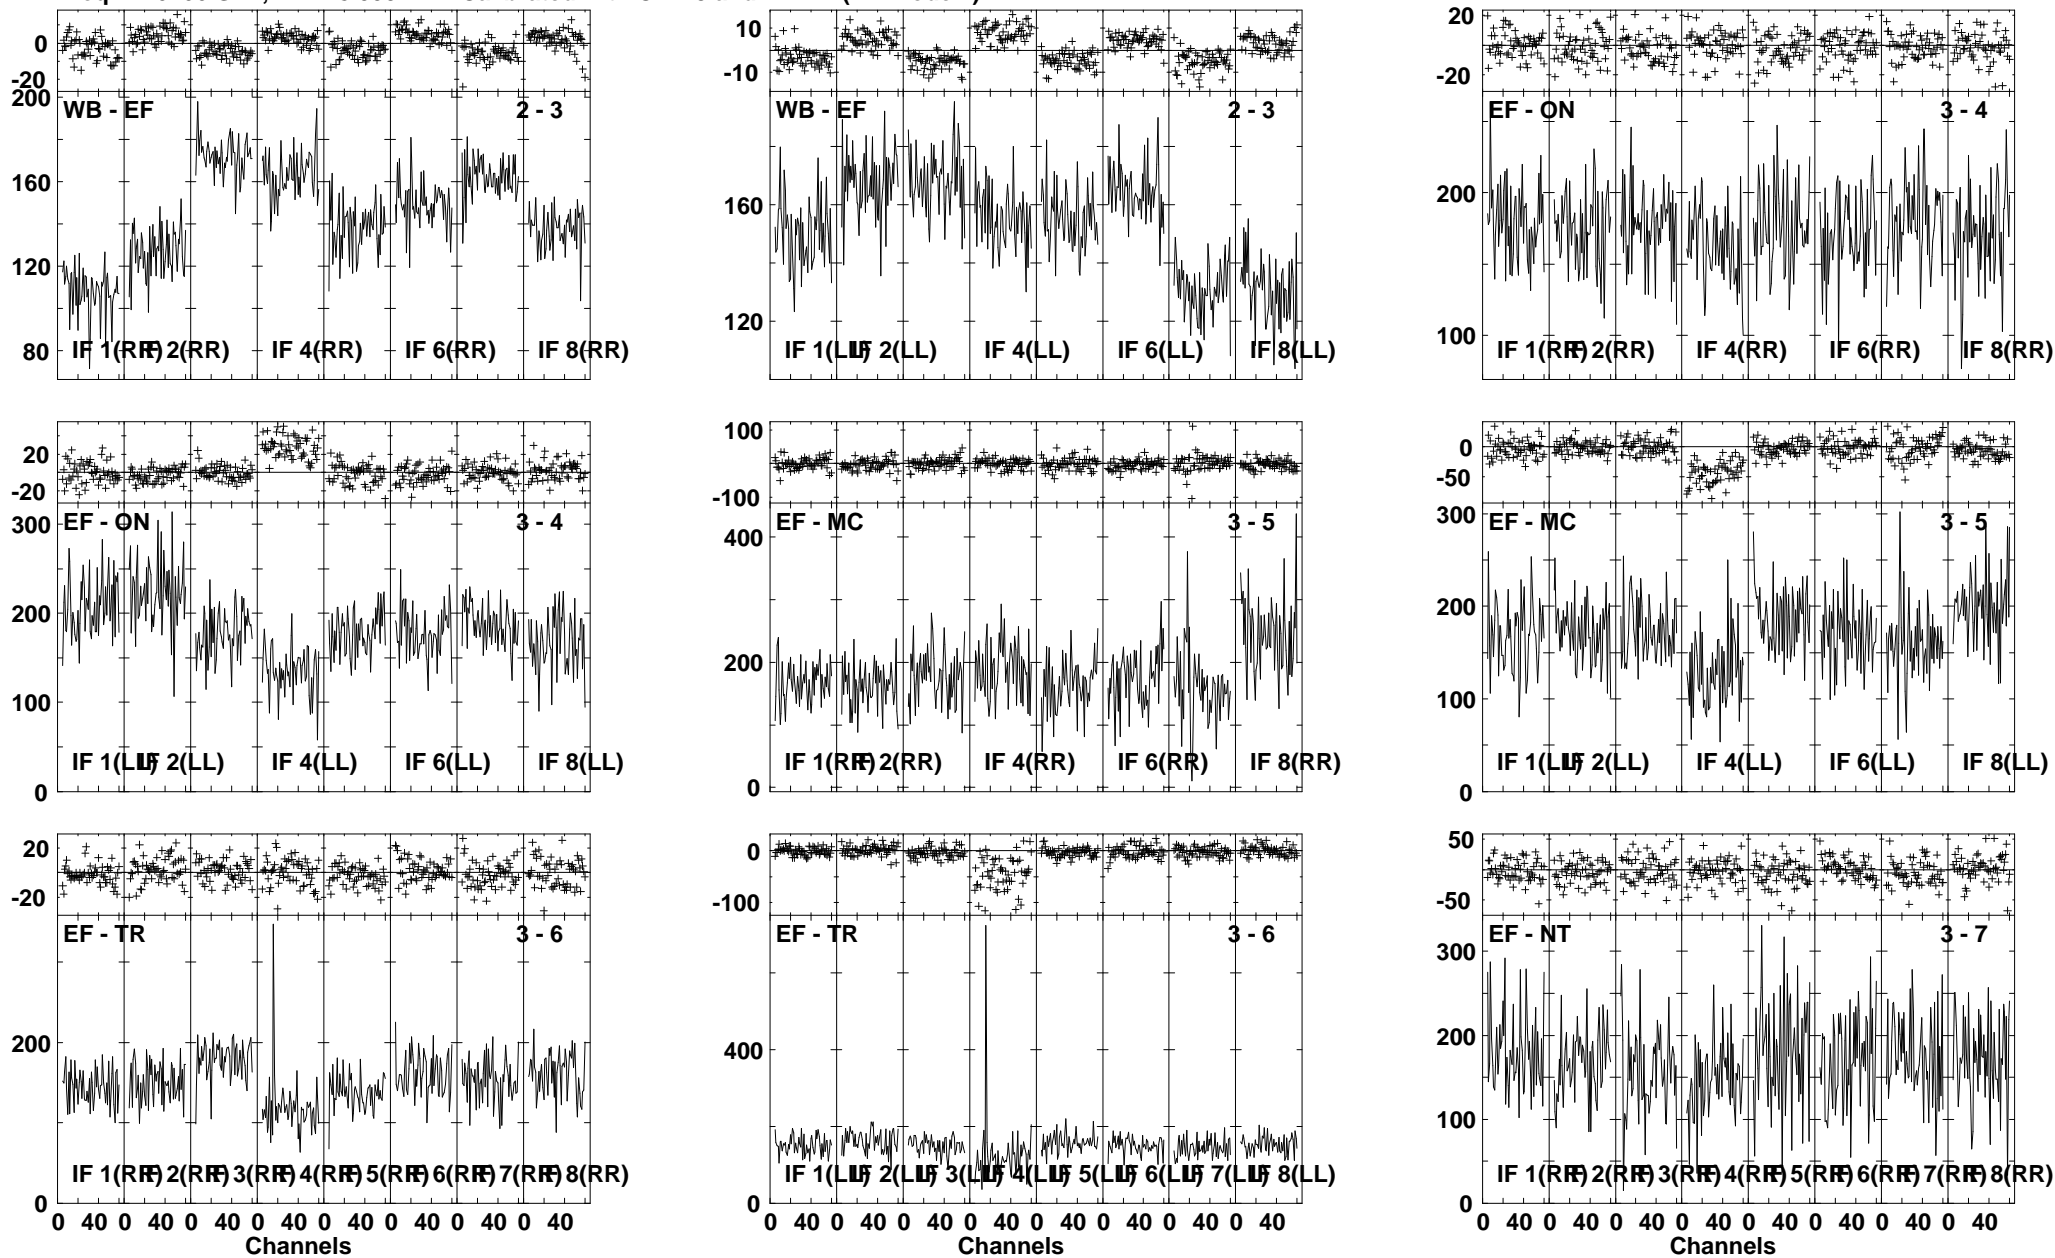 0
-20
200
160
120
80
WB - EF
2 - 3
IF 1(RR)
IF 2(RR)
IF 4(RR)
IF 6(RR)
IF 8(RR)
10
-10
160
120
WB - EF
2 - 3
IF 1(LL)
IF 2(LL)
IF 4(LL)
IF 6(LL)
IF 8(LL)
20
-20
200
100
EF - ON
3 - 4
IF 1(RR)
IF 2(RR)
IF 4(RR)
IF 6(RR)
IF 8(RR)
20
-20
300
200
100
0
EF - ON
3 - 4
IF 1(LL)
IF 2(LL)
IF 4(LL)
IF 6(LL)
IF 8(LL)
100
-100
400
200
0
EF - MC
3 - 5
IF 1(RR)
IF 2(RR)
IF 4(RR)
IF 6(RR)
IF 8(RR)
0
-50
300
200
100
0
EF - MC
3 - 5
IF 1(LL)
IF 2(LL)
IF 4(LL)
IF 6(LL)
IF 8(LL)
20
-20
200
0
EF - TR
3 - 6
IF 1(RR)
IF 2(RR)
IF 3(RR)
IF 4(RR)
IF 5(RR)
IF 6(RR)
IF 7(RR)
IF 8(RR)
0 40 0 40 0 40 0 40 0 40 0 40 0 40 0 40
Channels
0
-100
400
0
EF - TR
3 - 6
IF 1(LL)
IF 2(LL)
IF 3(LL)
IF 4(LL)
IF 5(LL)
IF 6(LL)
IF 7(LL)
IF 8(LL)
0 40 0 40 0 40 0 40 0 40 0 40 0 40 0 40
Channels
50
-50
300
200
100
0
EF - NT
3 - 7
IF 1(RR)
IF 2(RR)
IF 3(RR)
IF 4(RR)
IF 5(RR)
IF 6(RR)
IF 7(RR)
IF 8(RR)
0 40 0 40 0 40 0 40 0 40 0 40 0 40 0 40
Channels